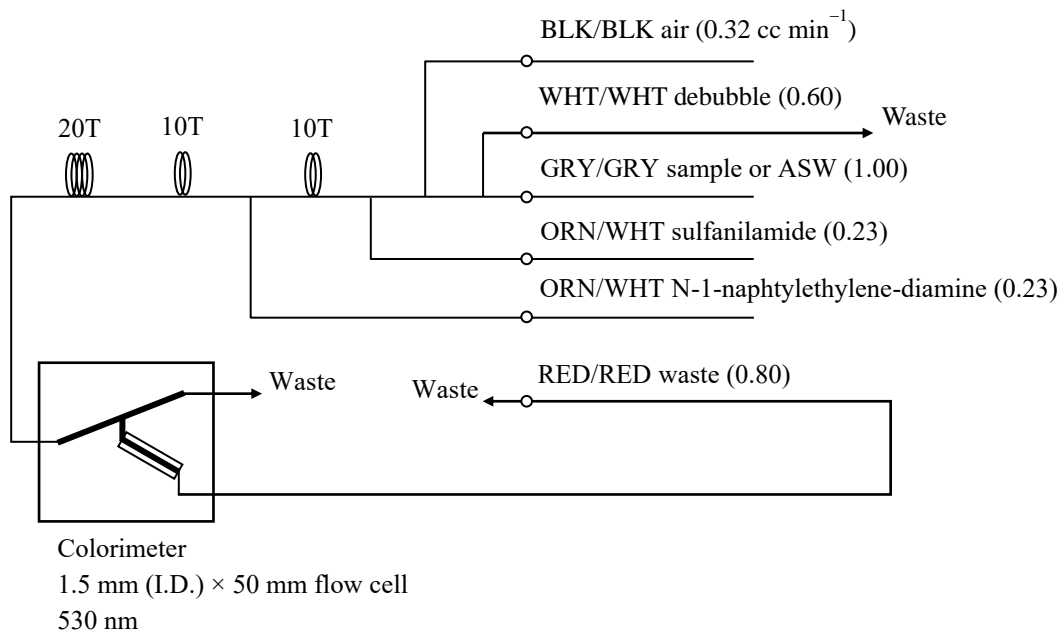 BLK/BLK air (0.32 cc min⁻¹)
WHT/WHT debubble (0.60)
Waste
20T
10T
10T
GRY/GRY sample or ASW (1.00)
ORN/WHT sulfanilamide (0.23)
ORN/WHT N-1-naphtylethylene-diamine (0.23)
RED/RED waste (0.80)
Waste
Waste
Colorimeter
1.5 mm (I.D.) × 50 mm flow cell
530 nm